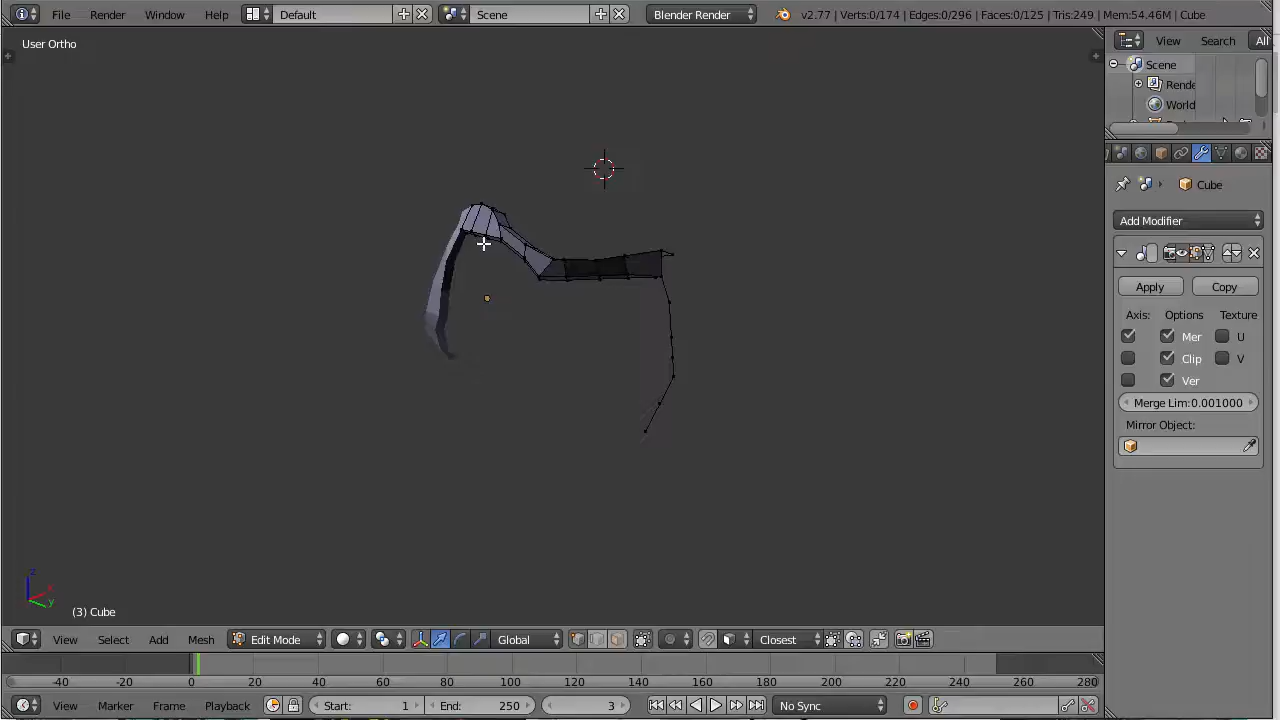 File Render Window Help Default Scene Blender Render v2.77 | Verts:0/174 | Edges:0/296 | Faces:0/125 | Tris:249 | Mem:54.46M | Cube
User Ortho
View Search All
Scene
Rende
World
Cube
Add Modifier
Apply Copy
Axis: Options Texture
Mer U
Clip V
Ver
Merge Lim:0.001000
Mirror Object:
z
x
y
(3) Cube
View Select Add Mesh Edit Mode Global Closest
-40 -20 0 20 40 60 80 100 120 140 160 180 200 220 240 260 280
View Marker Frame Playback Start: 1 End: 250 3 No Sync